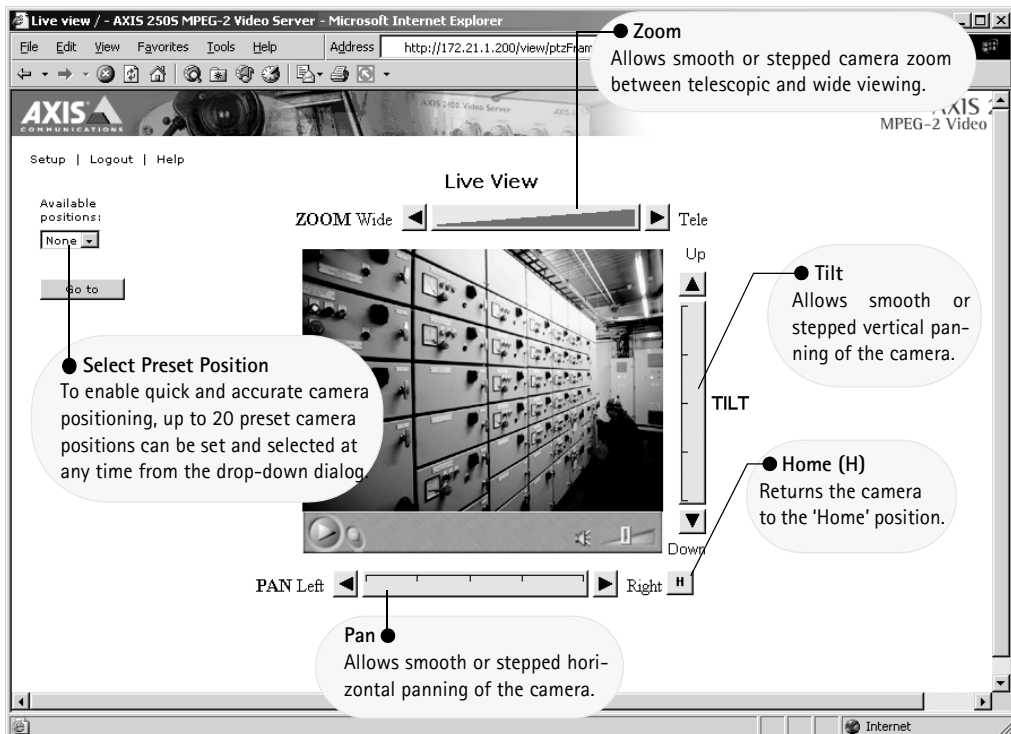 Live view / - AXIS 250S MPEG-2 Video Server - Microsoft Internet Explorer
File Edit View Favorites Tools Help Address http://172.21.1.200/view/ptzFram
Zoom
Allows smooth or stepped camera zoom
between telescopic and wide viewing.
AXIS
COMMUNICATIONS
AXIS 2400 Video Server
AXIS 2
MPEG-2 Video
Setup | Logout | Help
Live View
Available
positions:
None
Go to
ZOOM Wide
Tele
Up
Tilt
Allows smooth or
stepped vertical pan-
ning of the camera.
Select Preset Position
To enable quick and accurate camera
positioning, up to 20 preset camera
positions can be set and selected at
any time from the drop-down dialog.
TILT
Home (H)
Returns the camera
to the ‘Home’ position.
Down
PAN Left
Right
H
Pan
Allows smooth or stepped hori-
zontal panning of the camera.
Internet